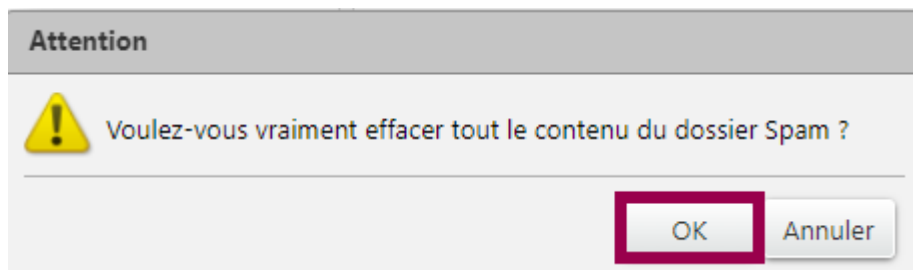 Attention
Voulez-vous vraiment effacer tout le contenu du dossier Spam ?
OK Annuler